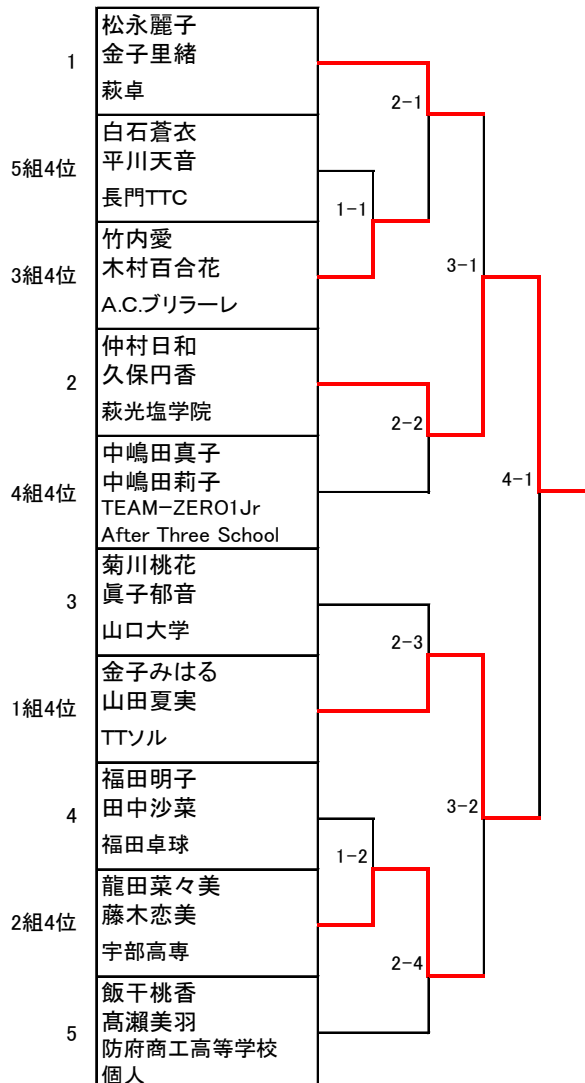 1
松永麗子
金子里緒
萩卓
5組4位
白石蒼衣
平川天音
長門TTC
3組4位
竹内愛
木村百合花
A.C.ブリラーレ
2
仲村日和
久保円香
萩光塩学院
4組4位
中嶋田真子
中嶋田莉子
TEAM-ZERO1Jr
After Three School
3
菊川桃花
眞子郁音
山口大学
1組4位
金子みはる
山田夏実
TTソル
4
福田明子
田中沙菜
福田卓球
2組4位
龍田菜々美
藤木恋美
宇部高専
5
飯干桃香
髙瀬美羽
防府商工高等学校
個人
1-1
1-2
2-1
2-2
2-3
2-4
3-1
3-2
4-1